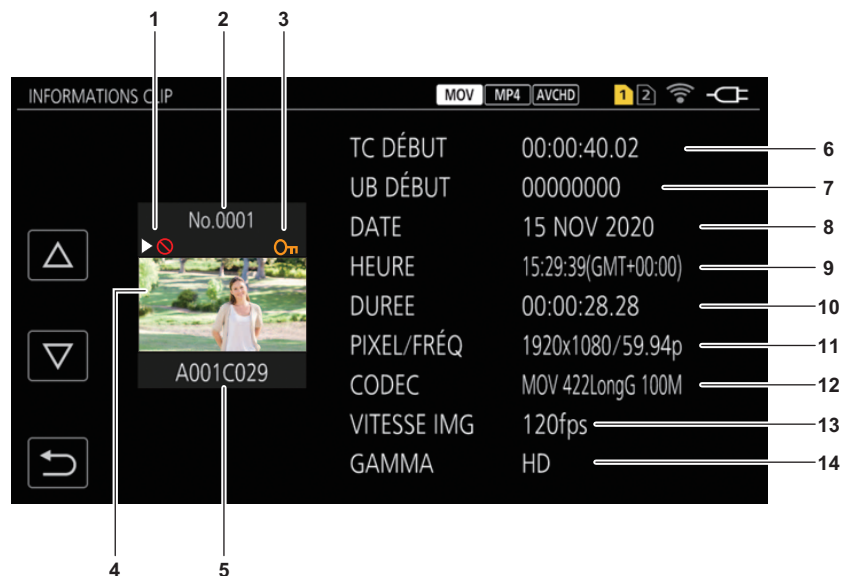 1 2 3
INFORMATIONS CLIP MOV MP4 AVCHD 1 2
TC DÉBUT 00:00:40.02 6
UB DÉBUT 00000000 7
No.0001
DATE 15 NOV 2020 8
HEURE 15:29:39(GMT+00:00) 9
4
DUREE 00:00:28.28 10
PIXEL/FRÉQ 1920x1080/59.94p 11
A001C029
CODEC MOV 422LongG 100M 12
VITESSE IMG 120fps 13
GAMMA HD 14
4 5